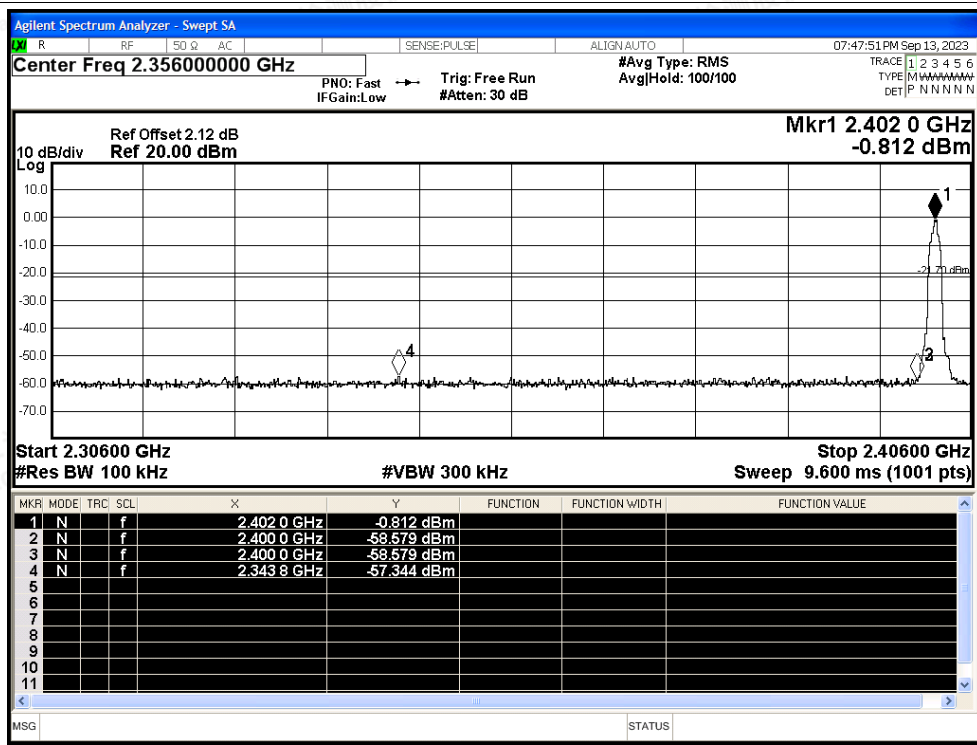 Agilent Spectrum Analyzer - Swept SA
LXI R RF 50 Ω AC SENSE:PULSE ALIGN AUTO 07:47:51 PM Sep 13, 2023
Center Freq 2.356000000 GHz
PNO: Fast
IFGain:Low
Trig: Free Run
#Atten: 30 dB
#Avg Type: RMS
Avg|Hold: 100/100
TRACE 1 2 3 4 5 6
TYPE M
DET P N N N N N
Ref Offset 2.12 dB
10 dB/div Ref 20.00 dBm
Log
Mkr1 2.402 0 GHz
-0.812 dBm
10.0
0.00
-10.0
-20.0
-30.0
-40.0
-50.0
-60.0
-70.0
1
4
Start 2.30600 GHz Stop 2.40600 GHz
#Res BW 100 kHz #VBW 300 kHz Sweep 9.600 ms (1001 pts)
MKR MODE TRC SCL X Y FUNCTION FUNCTION WIDTH FUNCTION VALUE
1 N f 2.402 0 GHz -0.812 dBm
2 N f 2.400 0 GHz -58.579 dBm
3 N f 2.400 0 GHz -58.579 dBm
4 N f 2.343 8 GHz -57.344 dBm
5
6
7
8
9
10
11
MSG STATUS